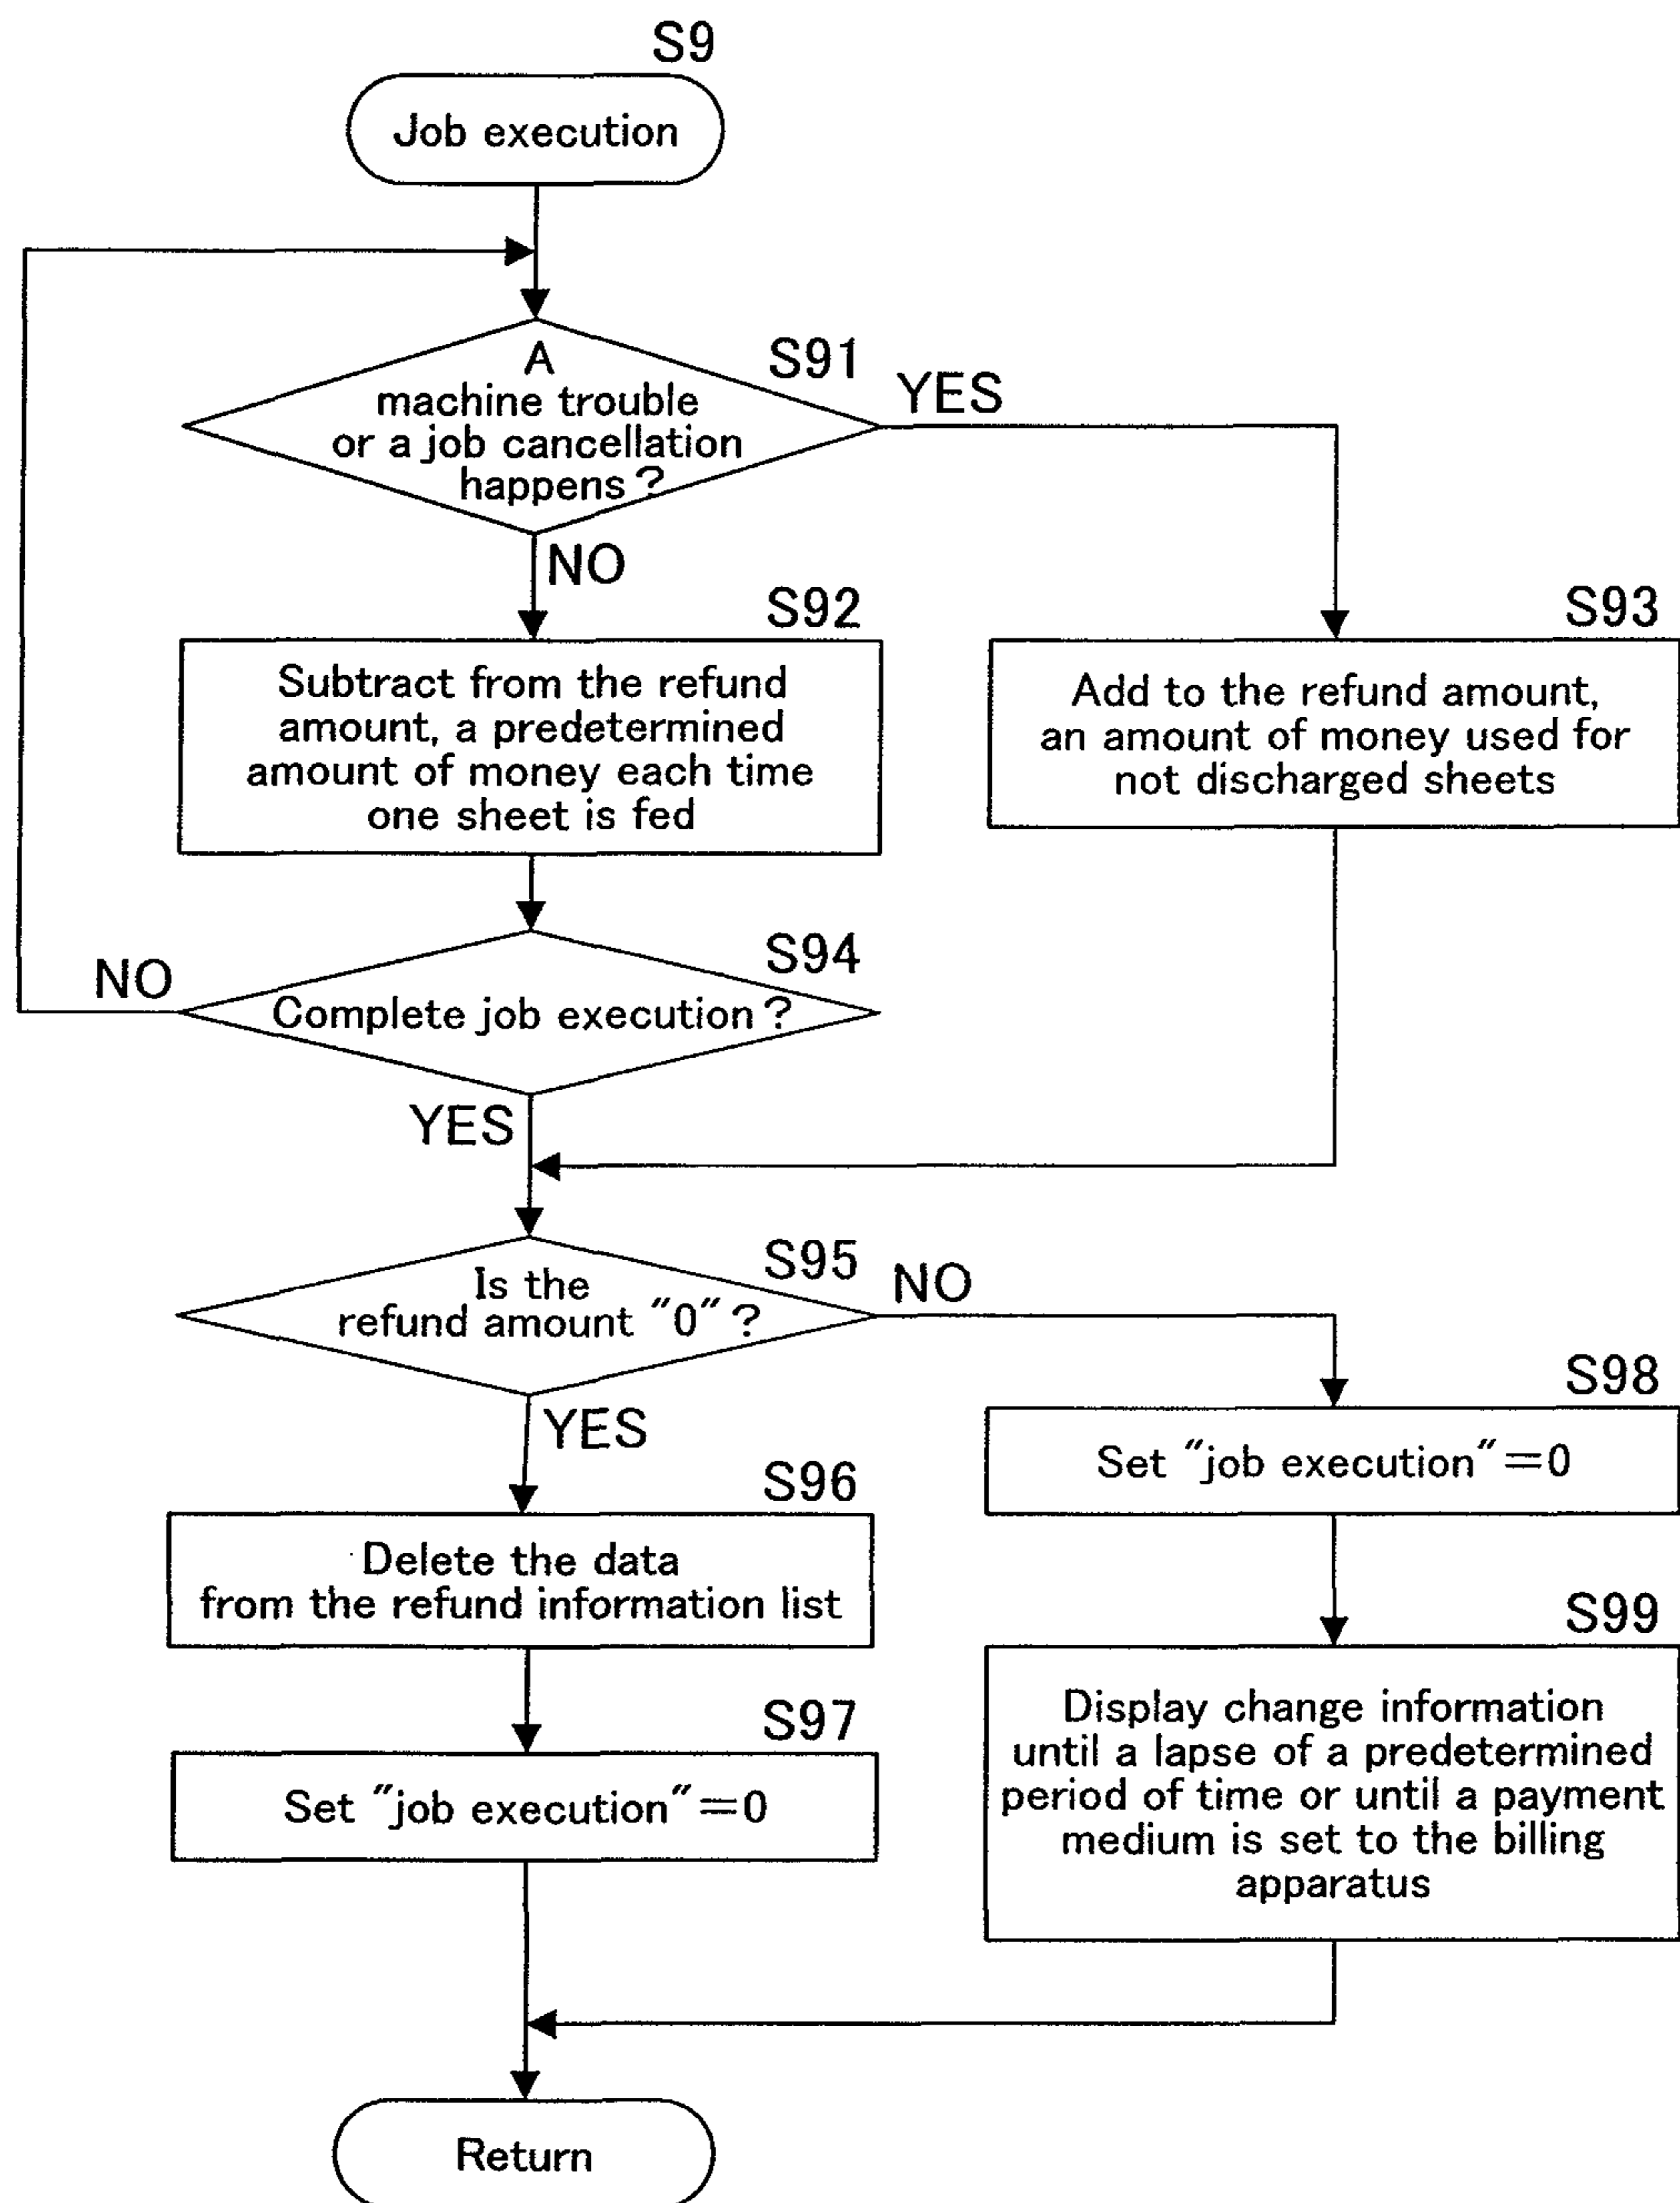 S9
Job execution
S91
A
machine trouble
or a job cancellation
happens?
YES
NO
S92
Subtract from the refund
amount, a predetermined
amount of money each time
one sheet is fed
S93
Add to the refund amount,
an amount of money used for
not discharged sheets
S94
NO
Complete job execution?
YES
S95
Is the
refund amount "0"?
NO
YES
S98
Set "job execution"=0
S96
Delete the data
from the refund information list
S99
Display change information
until a lapse of a predetermined
period of time or until a payment
medium is set to the billing
apparatus
S97
Set "job execution"=0
Return